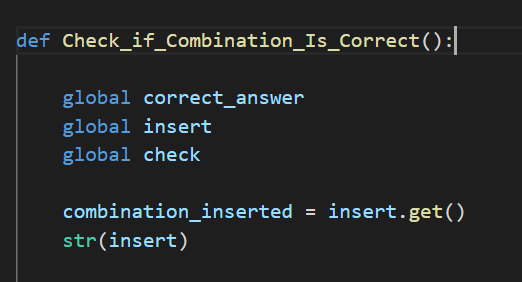 def Check_if_Combination_Is_Correct():
global correct_answer
global insert
global check
combination_inserted = insert.get()
str(insert)